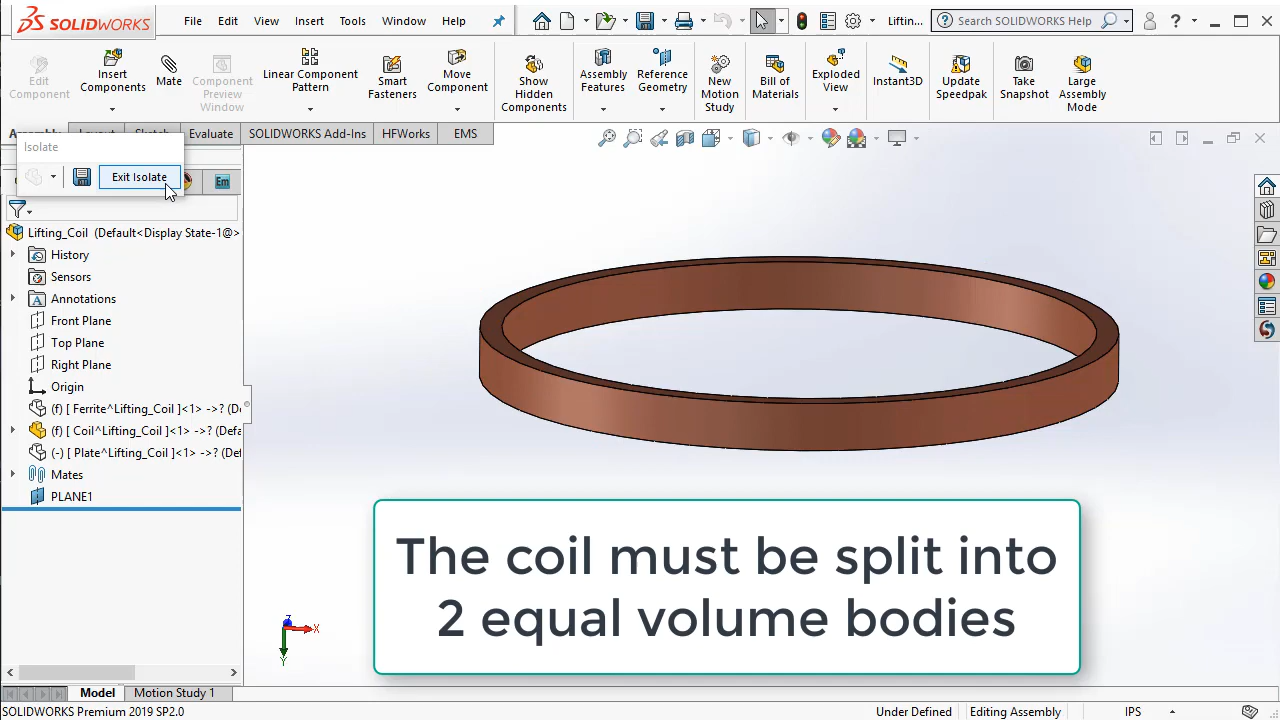 SOLIDWORKS
File Edit View Insert Tools Window Help
Liftin...
Search SOLIDWORKS Help
Edit Component
Insert Components
Mate
Component Preview Window
Linear Component Pattern
Smart Fasteners
Move Component
Show Hidden Components
Assembly Features
Reference Geometry
New Motion Study
Bill of Materials
Exploded View
Instant3D
Update Speedpak
Take Snapshot
Large Assembly Mode
Assembly Layout Sketch Evaluate SOLIDWORKS Add-Ins HFWorks EMS
Isolate
Exit Isolate
Em
Lifting_Coil (Default<Display State-1@>
History
Sensors
Annotations
Front Plane
Top Plane
Right Plane
Origin
(f) [ Ferrite^Lifting_Coil ]<1> ->? (De
(f) [ Coil^Lifting_Coil ]<1> ->? (Defa
(-) [ Plate^Lifting_Coil ]<1> ->? (Def
Mates
PLANE1
The coil must be split into
2 equal volume bodies
Z
X
Y
Model Motion Study 1
SOLIDWORKS Premium 2019 SP2.0
Under Defined Editing Assembly IPS